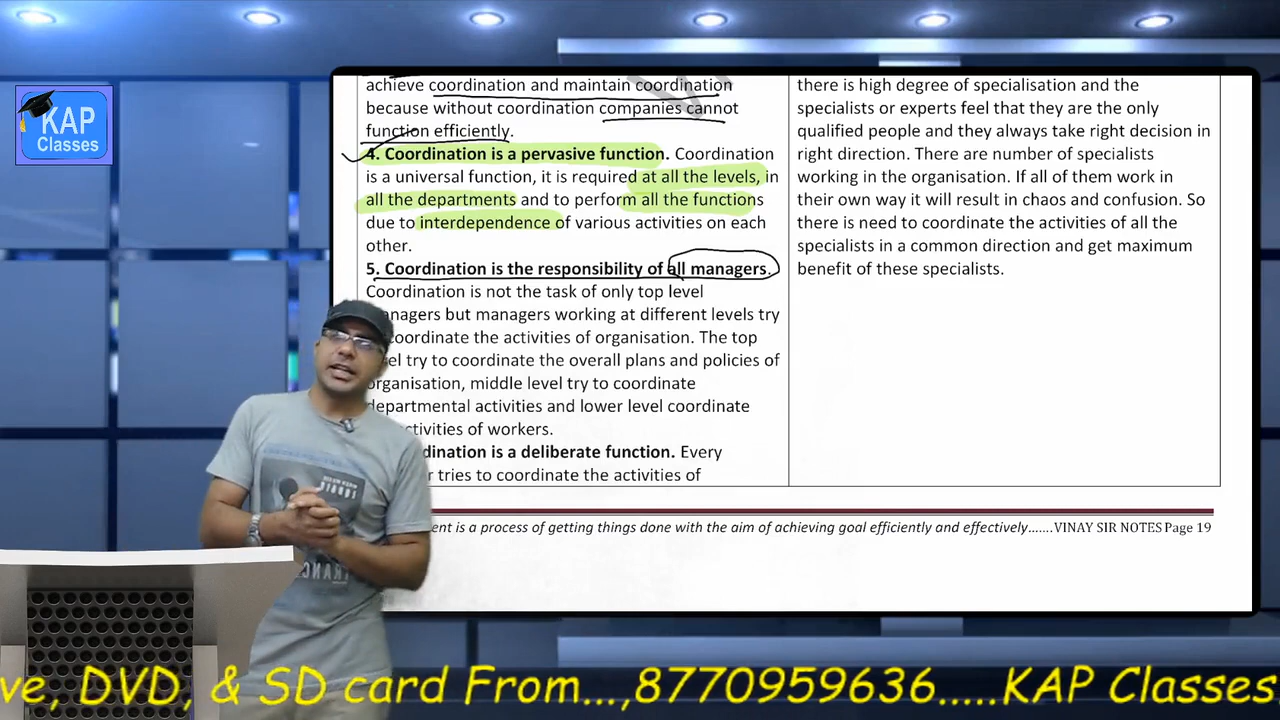 KAP
Classes
achieve coordination and maintain coordination
because without coordination companies cannot
function efficiently.
4. Coordination is a pervasive function. Coordination
is a universal function, it is required at all the levels, in
all the departments and to perform all the functions
due to interdependence of various activities on each
other.
5. Coordination is the responsibility of all managers.
Coordination is not the task of only top level
anagers but managers working at different levels try
coordinate the activities of organisation. The top
el try to coordinate the overall plans and policies of
organisation, middle level try to coordinate
departmental activities and lower level coordinate
activities of workers.
dination is a deliberate function. Every
r tries to coordinate the activities of
there is high degree of specialisation and the
specialists or experts feel that they are the only
qualified people and they always take right decision in
right direction. There are number of specialists
working in the organisation. If all of them work in
their own way it will result in chaos and confusion. So
there is need to coordinate the activities of all the
specialists in a common direction and get maximum
benefit of these specialists.
ent is a process of getting things done with the aim of achieving goal efficiently and effectively.......VINAY SIR NOTES Page 19
ve, DVD, & SD card From...,8770959636.....KAP Classes